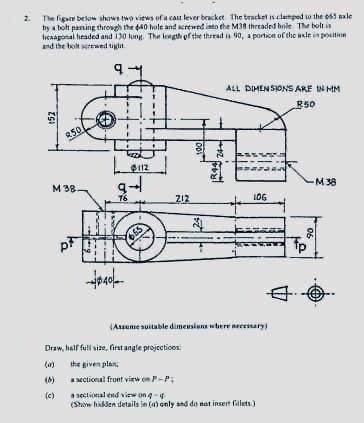 2. The figure below shows two views of a cast lever bracket. The bracket is clamped to the ϕ65 axle
by a bolt passing through the ϕ40 hole and screwed into the M38 threaded hole. The bolt is
hexagonal headed and 130 long. The length of the thread is 90, a portion of the axle in position
and the bolt screwed tight.
q
ALL DIMENSIONS ARE IN MM
R50
152
R50
100
24
R44
ϕ112
M38
M38
q
76
212
106
24
ϕ65
90
P
P
6
ϕ40
(Assume suitable dimensions where necessary)
Draw, half full size, first angle projections:
(a) the given plan;
(b) a sectional front view on P – P;
(c) a sectional end view on q – q.
(Show hidden details in (a) only and do not insert fillets.)